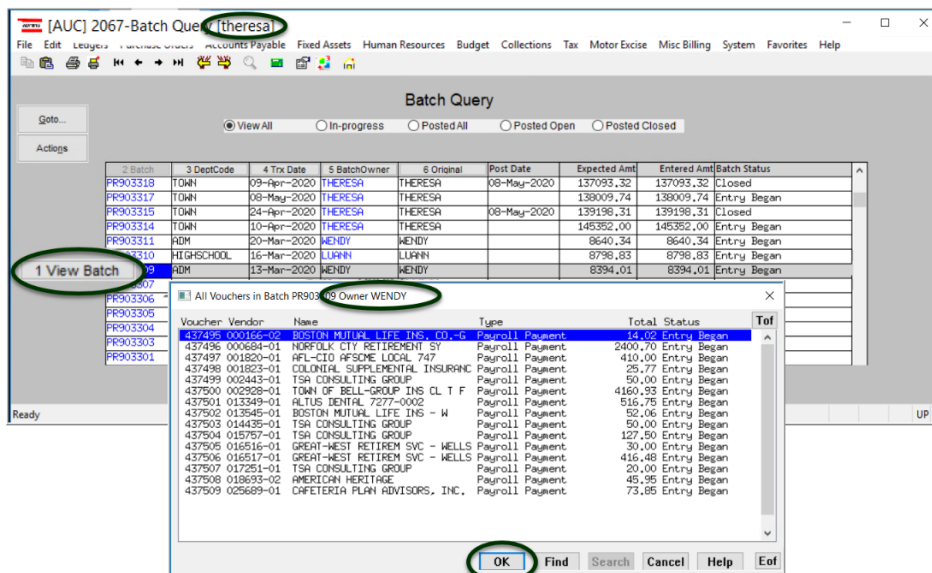 [AUC] 2067-Batch Query [theresa]
File Edit Ledgers Purchase Orders Accounts Payable Fixed Assets Human Resources Budget Collections Tax Motor Excise Misc Billing System Favorites Help
Batch Query
Goto...
View All In-progress Posted All Posted Open Posted Closed
Actions
2 Batch 3 DeptCode 4 Trx Date 5 BatchOwner 6 Original Post Date Expected Amt Entered Amt Batch Status
PR903318 TOWN 09-Apr-2020 THERESA THERESA 08-May-2020 137093.32 137093.32 Closed
PR903317 TOWN 08-May-2020 THERESA THERESA 138009.74 138009.74 Entry Began
PR903315 TOWN 24-Apr-2020 THERESA THERESA 08-May-2020 139198.31 139198.31 Closed
PR903314 TOWN 10-Apr-2020 THERESA THERESA 145352.00 145352.00 Entry Began
PR903311 ADM 20-Mar-2020 WENDY WENDY 8640.34 8640.34 Entry Began
3310 HIGHSCHOOL 16-Mar-2020 LUANN LUANN 8798.83 8798.83 Entry Began
1 View Batch 09 ADM 13-Mar-2020 WENDY WENDY 8394.01 8394.01 Entry Began
3307
PR903306
PR903305
PR903304
PR903303
PR903301
All Vouchers in Batch PR903309 Owner WENDY
Voucher Vendor Name Type Total Status Tof
437495 000166-02 BOSTON MUTUAL LIFE INS. CO.-G Payroll Payment 14.02 Entry Began
437496 000684-01 NORFOLK CTY RETIREMENT SY Payroll Payment 2400.70 Entry Began
437497 001820-01 AFL-CIO AFSCME LOCAL 747 Payroll Payment 410.00 Entry Began
437498 001823-01 COLONIAL SUPPLEMENTAL INSURANC Payroll Payment 25.77 Entry Began
437499 002443-01 TSA CONSULTING GROUP Payroll Payment 50.00 Entry Began
437500 002928-01 TOWN OF BELL-GROUP INS CL T F Payroll Payment 4160.93 Entry Began
437501 013349-01 ALTUS DENTAL 7277-0002 Payroll Payment 516.75 Entry Began
437502 013545-01 BOSTON MUTUAL LIFE INS - W Payroll Payment 52.06 Entry Began
437503 014435-01 TSA CONSULTING GROUP Payroll Payment 50.00 Entry Began
437504 015757-01 TSA CONSULTING GROUP Payroll Payment 127.50 Entry Began
437505 016516-01 GREAT-WEST RETIREM SVC - WELLS Payroll Payment 30.00 Entry Began
437506 016517-01 GREAT-WEST RETIREM SVC - WELLS Payroll Payment 416.48 Entry Began
437507 017251-01 TSA CONSULTING GROUP Payroll Payment 20.00 Entry Began
437508 018693-02 AMERICAN HERITAGE Payroll Payment 45.95 Entry Began
437509 025689-01 CAFETERIA PLAN ADVISORS, INC. Payroll Payment 73.85 Entry Began
Ready UP
OK Find Search Cancel Help Eof